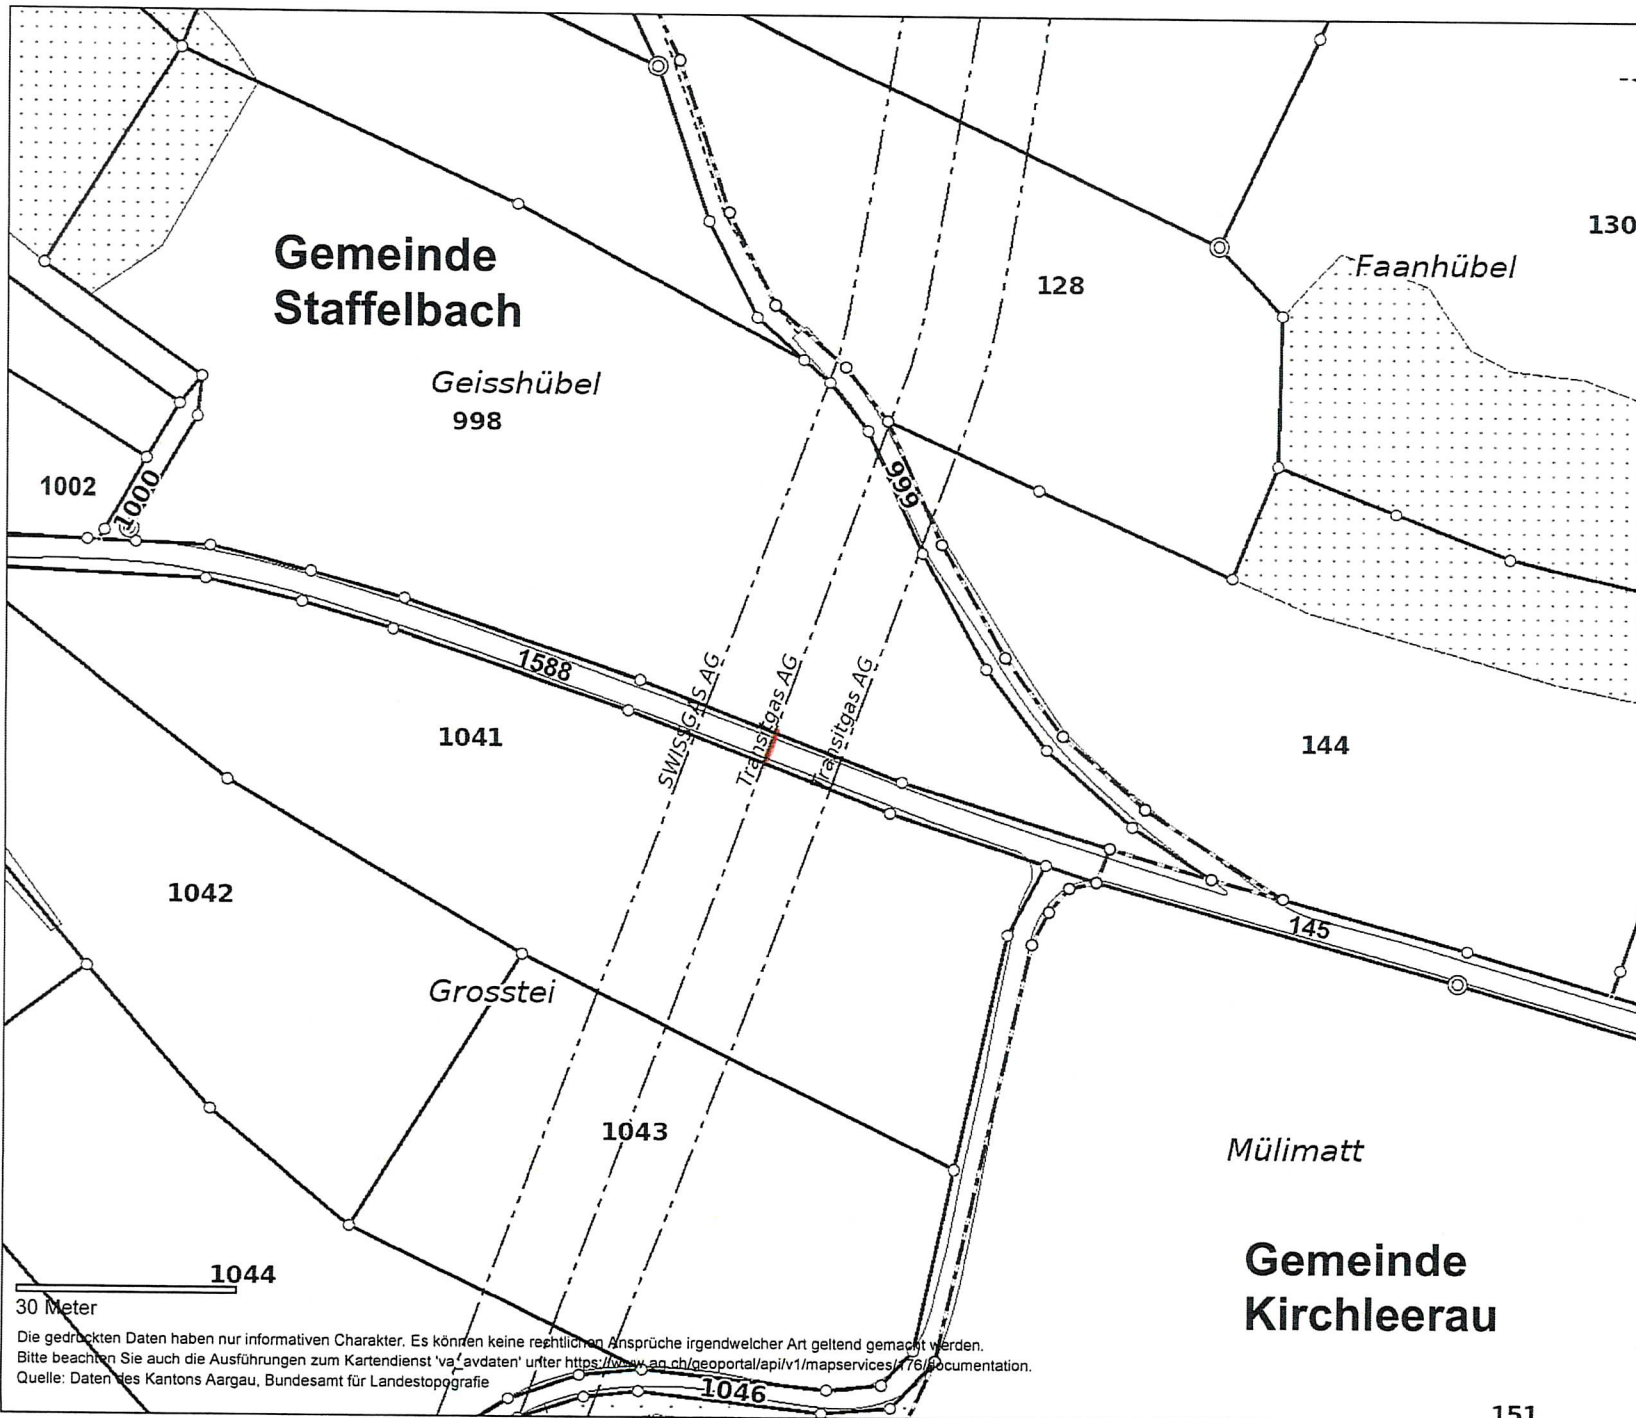 130
Faanhübel
Gemeinde
Staffelbach
128
Geisshübel
998
1002
1000
999
1588
SWISSGAS AG
Transitgas AG
Transitgas AG
1041
144
1042
145
Grosstei
1043
Mülimatt
Gemeinde
Kirchleerau
1044
30 Meter
Die gedruckten Daten haben nur informativen Charakter. Es können keine rechtlichen Ansprüche irgendwelcher Art geltend gemacht werden.
Bitte beachten Sie auch die Ausführungen zum Kartendienst 'va_avdaten' unter https://www.ag.ch/geoportal/api/v1/mapservices/176/documentation.
Quelle: Daten des Kantons Aargau, Bundesamt für Landestopografie
1046
151